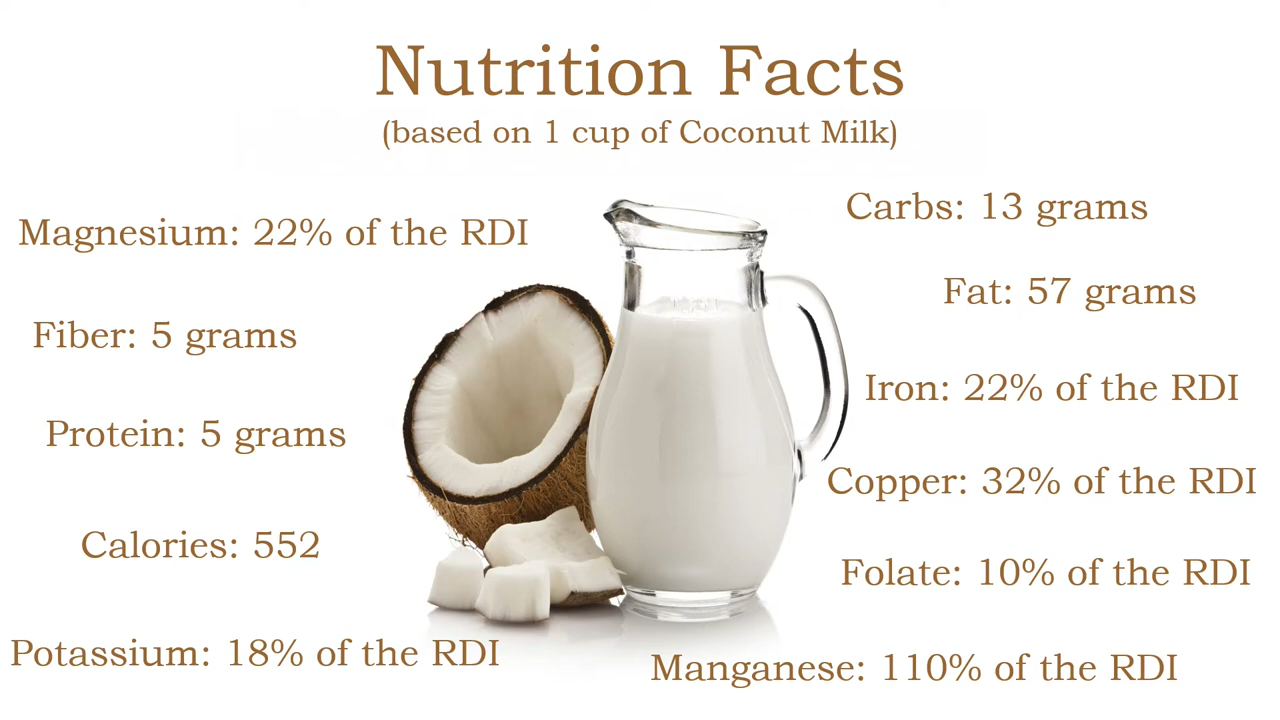 Nutrition Facts
(based on 1 cup of Coconut Milk)
Magnesium: 22% of the RDI
Fiber: 5 grams
Protein: 5 grams
Calories: 552
Potassium: 18% of the RDI
Carbs: 13 grams
Fat: 57 grams
Iron: 22% of the RDI
Copper: 32% of the RDI
Folate: 10% of the RDI
Manganese: 110% of the RDI